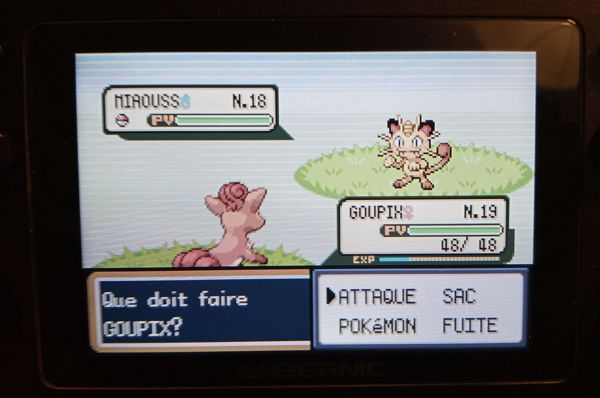 MIAOUSS♂ N.18
PV
GOUPIX♀ N.19
PV
48/ 48
EXP
Que doit faire
GOUPIX?
▶ATTAQUE SAC
POKéMON FUITE
ANBERNIC